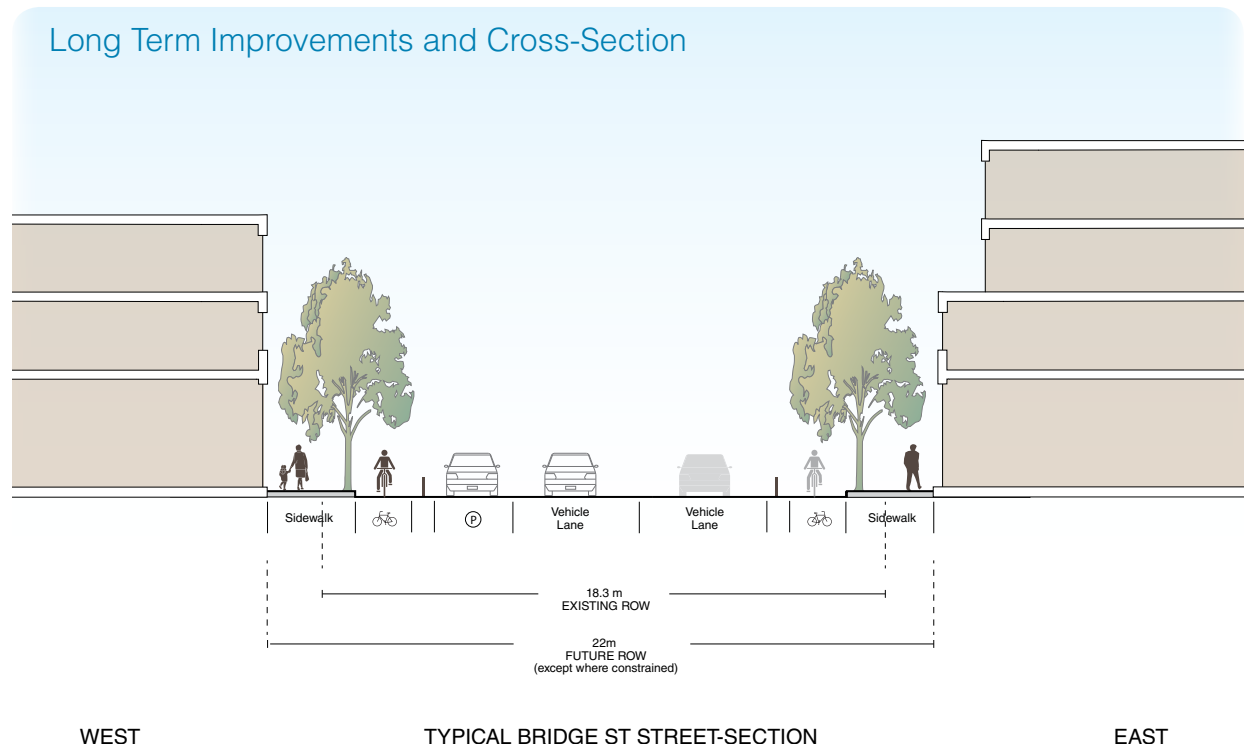 Long Term Improvements and Cross-Section
Sidewalk
P
Vehicle
Lane
Vehicle
Lane
Sidewalk
18.3 m
EXISTING ROW
22m
FUTURE ROW
(except where constrained)
WEST
TYPICAL BRIDGE ST STREET-SECTION
EAST